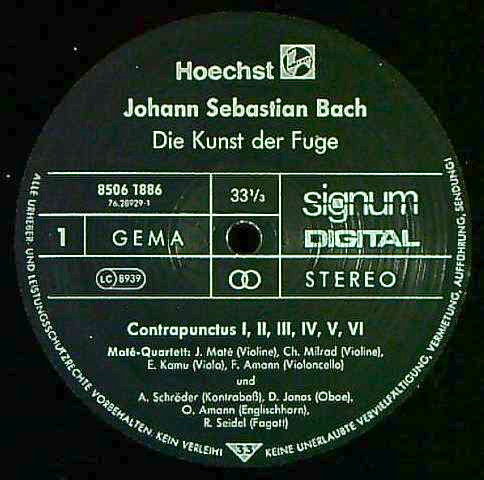 Hoechst
Johann Sebastian Bach
Die Kunst der Fuge
8506 1886
76.28929-1
33 1/3
signum
DIGITAL
1
GEMA
LC 8939
STEREO
Contrapunctus I, II, III, IV, V, VI
Maté-Quartett: J. Maté (Violine), Ch. Milrad (Violine),
E. Kamu (Viola), F. Amann (Violoncello)
und
A. Schröder (Kontrabaß), D. Jonas (Oboe),
O. Amann (Englischhorn),
R. Seidel (Fagott)
ALLE URHEBER- UND LEISTUNGSSCHUTZRECHTE VORBEHALTEN. KEIN VERLEIH! KEINE UNERLAUBTE VERVIELFÄLTIGUNG, VERMIETUNG, AUFFÜHRUNG, SENDUNG!
33